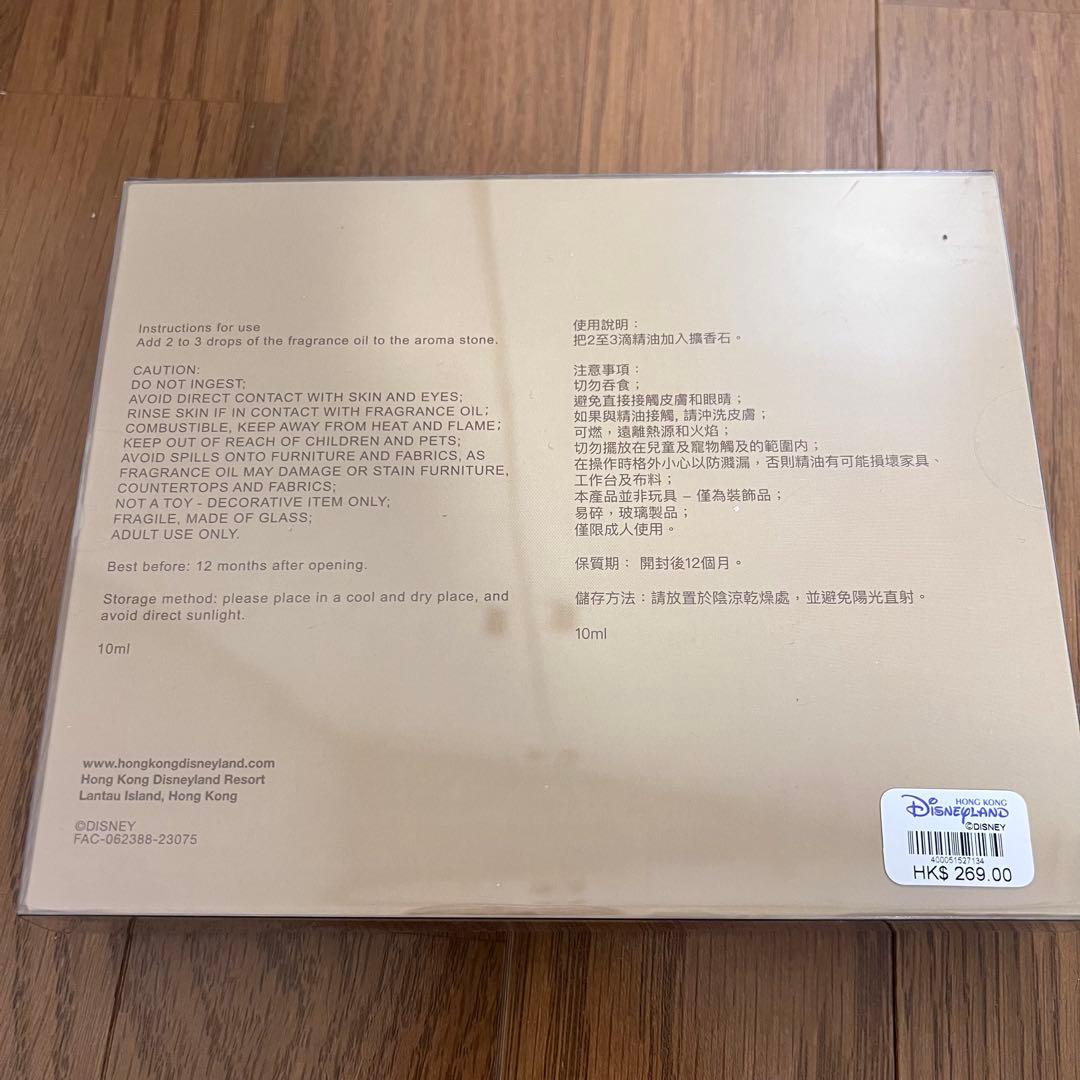 Instructions for use
Add 2 to 3 drops of the fragrance oil to the aroma stone.
CAUTION:
DO NOT INGEST;
AVOID DIRECT CONTACT WITH SKIN AND EYES;
RINSE SKIN IF IN CONTACT WITH FRAGRANCE OIL;
COMBUSTIBLE, KEEP AWAY FROM HEAT AND FLAME;
KEEP OUT OF REACH OF CHILDREN AND PETS;
AVOID SPILLS ONTO FURNITURE AND FABRICS, AS
FRAGRANCE OIL MAY DAMAGE OR STAIN FURNITURE,
COUNTERTOPS AND FABRICS;
NOT A TOY - DECORATIVE ITEM ONLY;
FRAGILE, MADE OF GLASS;
ADULT USE ONLY.
Best before: 12 months after opening.
Storage method: please place in a cool and dry place, and
avoid direct sunlight.
10ml
使用說明：
把2至3滴精油加入擴香石。
注意事項：
切勿吞食；
避免直接接觸皮膚和眼睛；
如果與精油接觸, 請沖洗皮膚；
可燃，遠離熱源和火焰；
切勿擺放在兒童及寵物觸及的範圍內；
在操作時格外小心以防濺漏，否則精油有可能損壞家具、
工作台及布料；
本產品並非玩具 – 僅為裝飾品；
易碎，玻璃製品；
僅限成人使用。
保質期： 開封後12個月。
儲存方法：請放置於陰涼乾燥處，並避免陽光直射。
10ml
www.hongkongdisneyland.com
Hong Kong Disneyland Resort
Lantau Island, Hong Kong
©DISNEY
FAC-062388-23075
HONG KONG
DISNEYLAND
©DISNEY
400051527134
HK$ 269.00